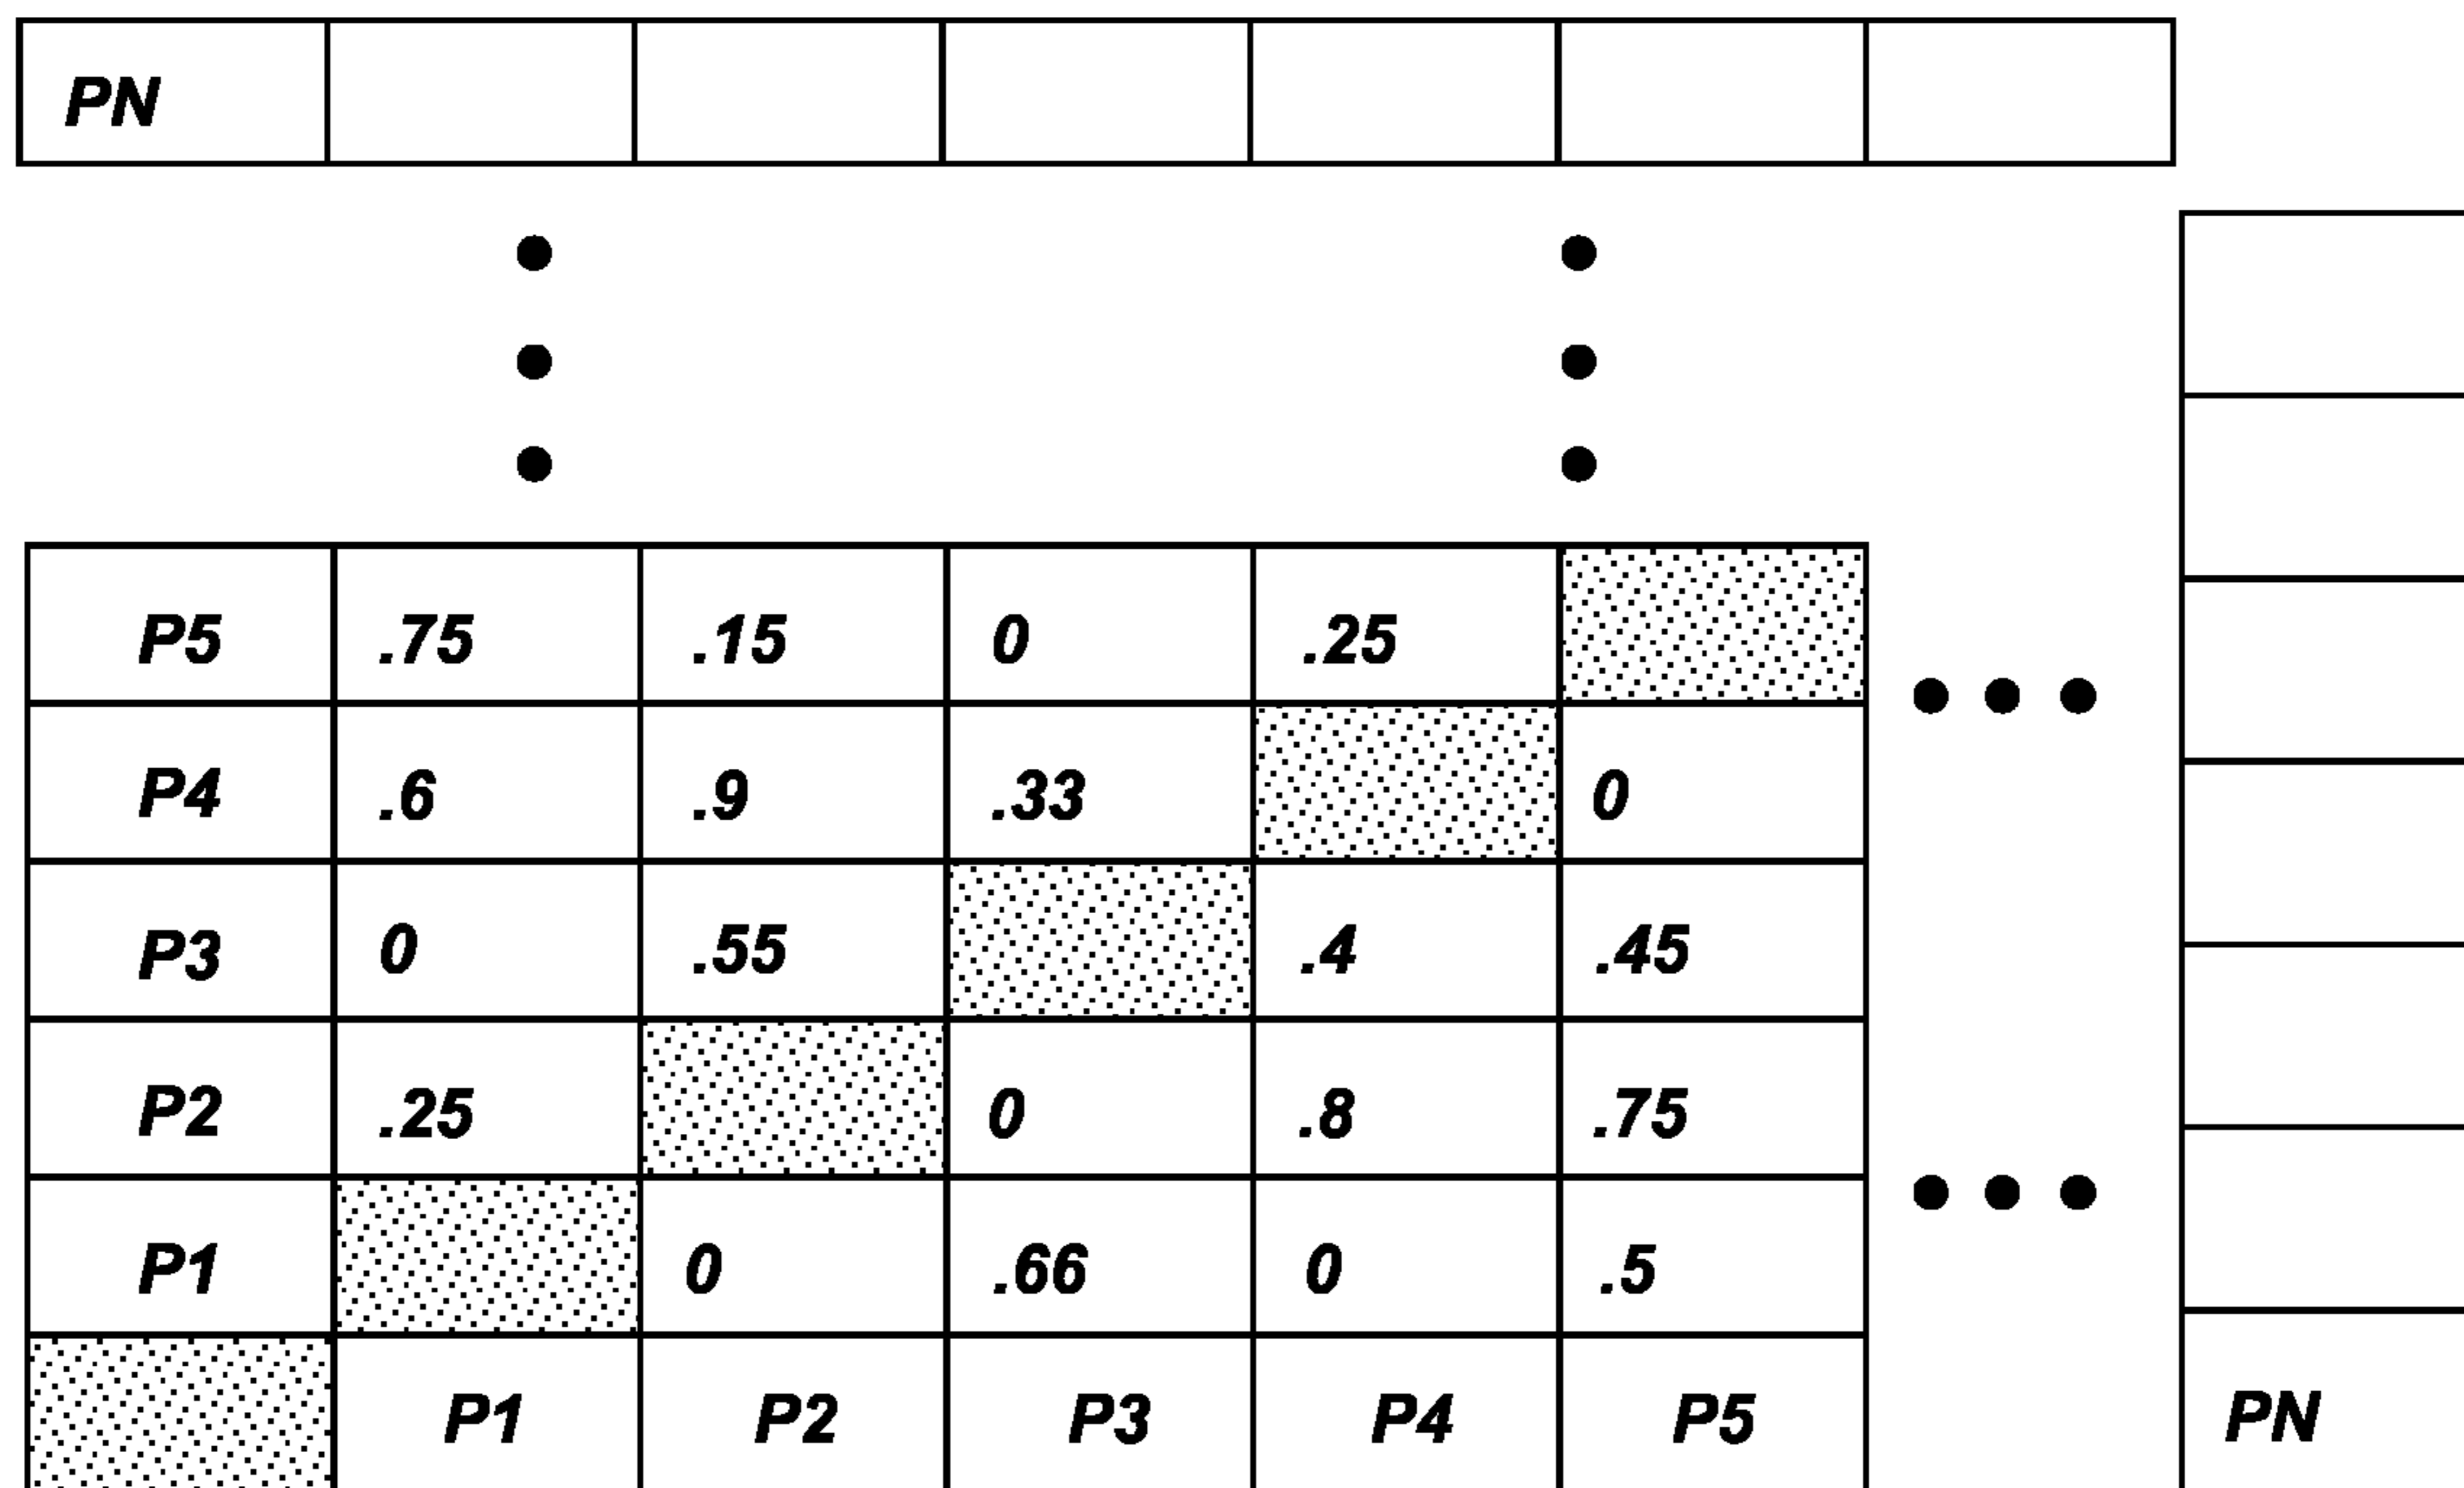 PN
P5 .75 .15 0 .25
P4 .6 .9 .33 0
P3 0 .55 .4 .45
P2 .25 0 .8 .75
P1 0 .66 0 .5
P1 P2 P3 P4 P5 PN